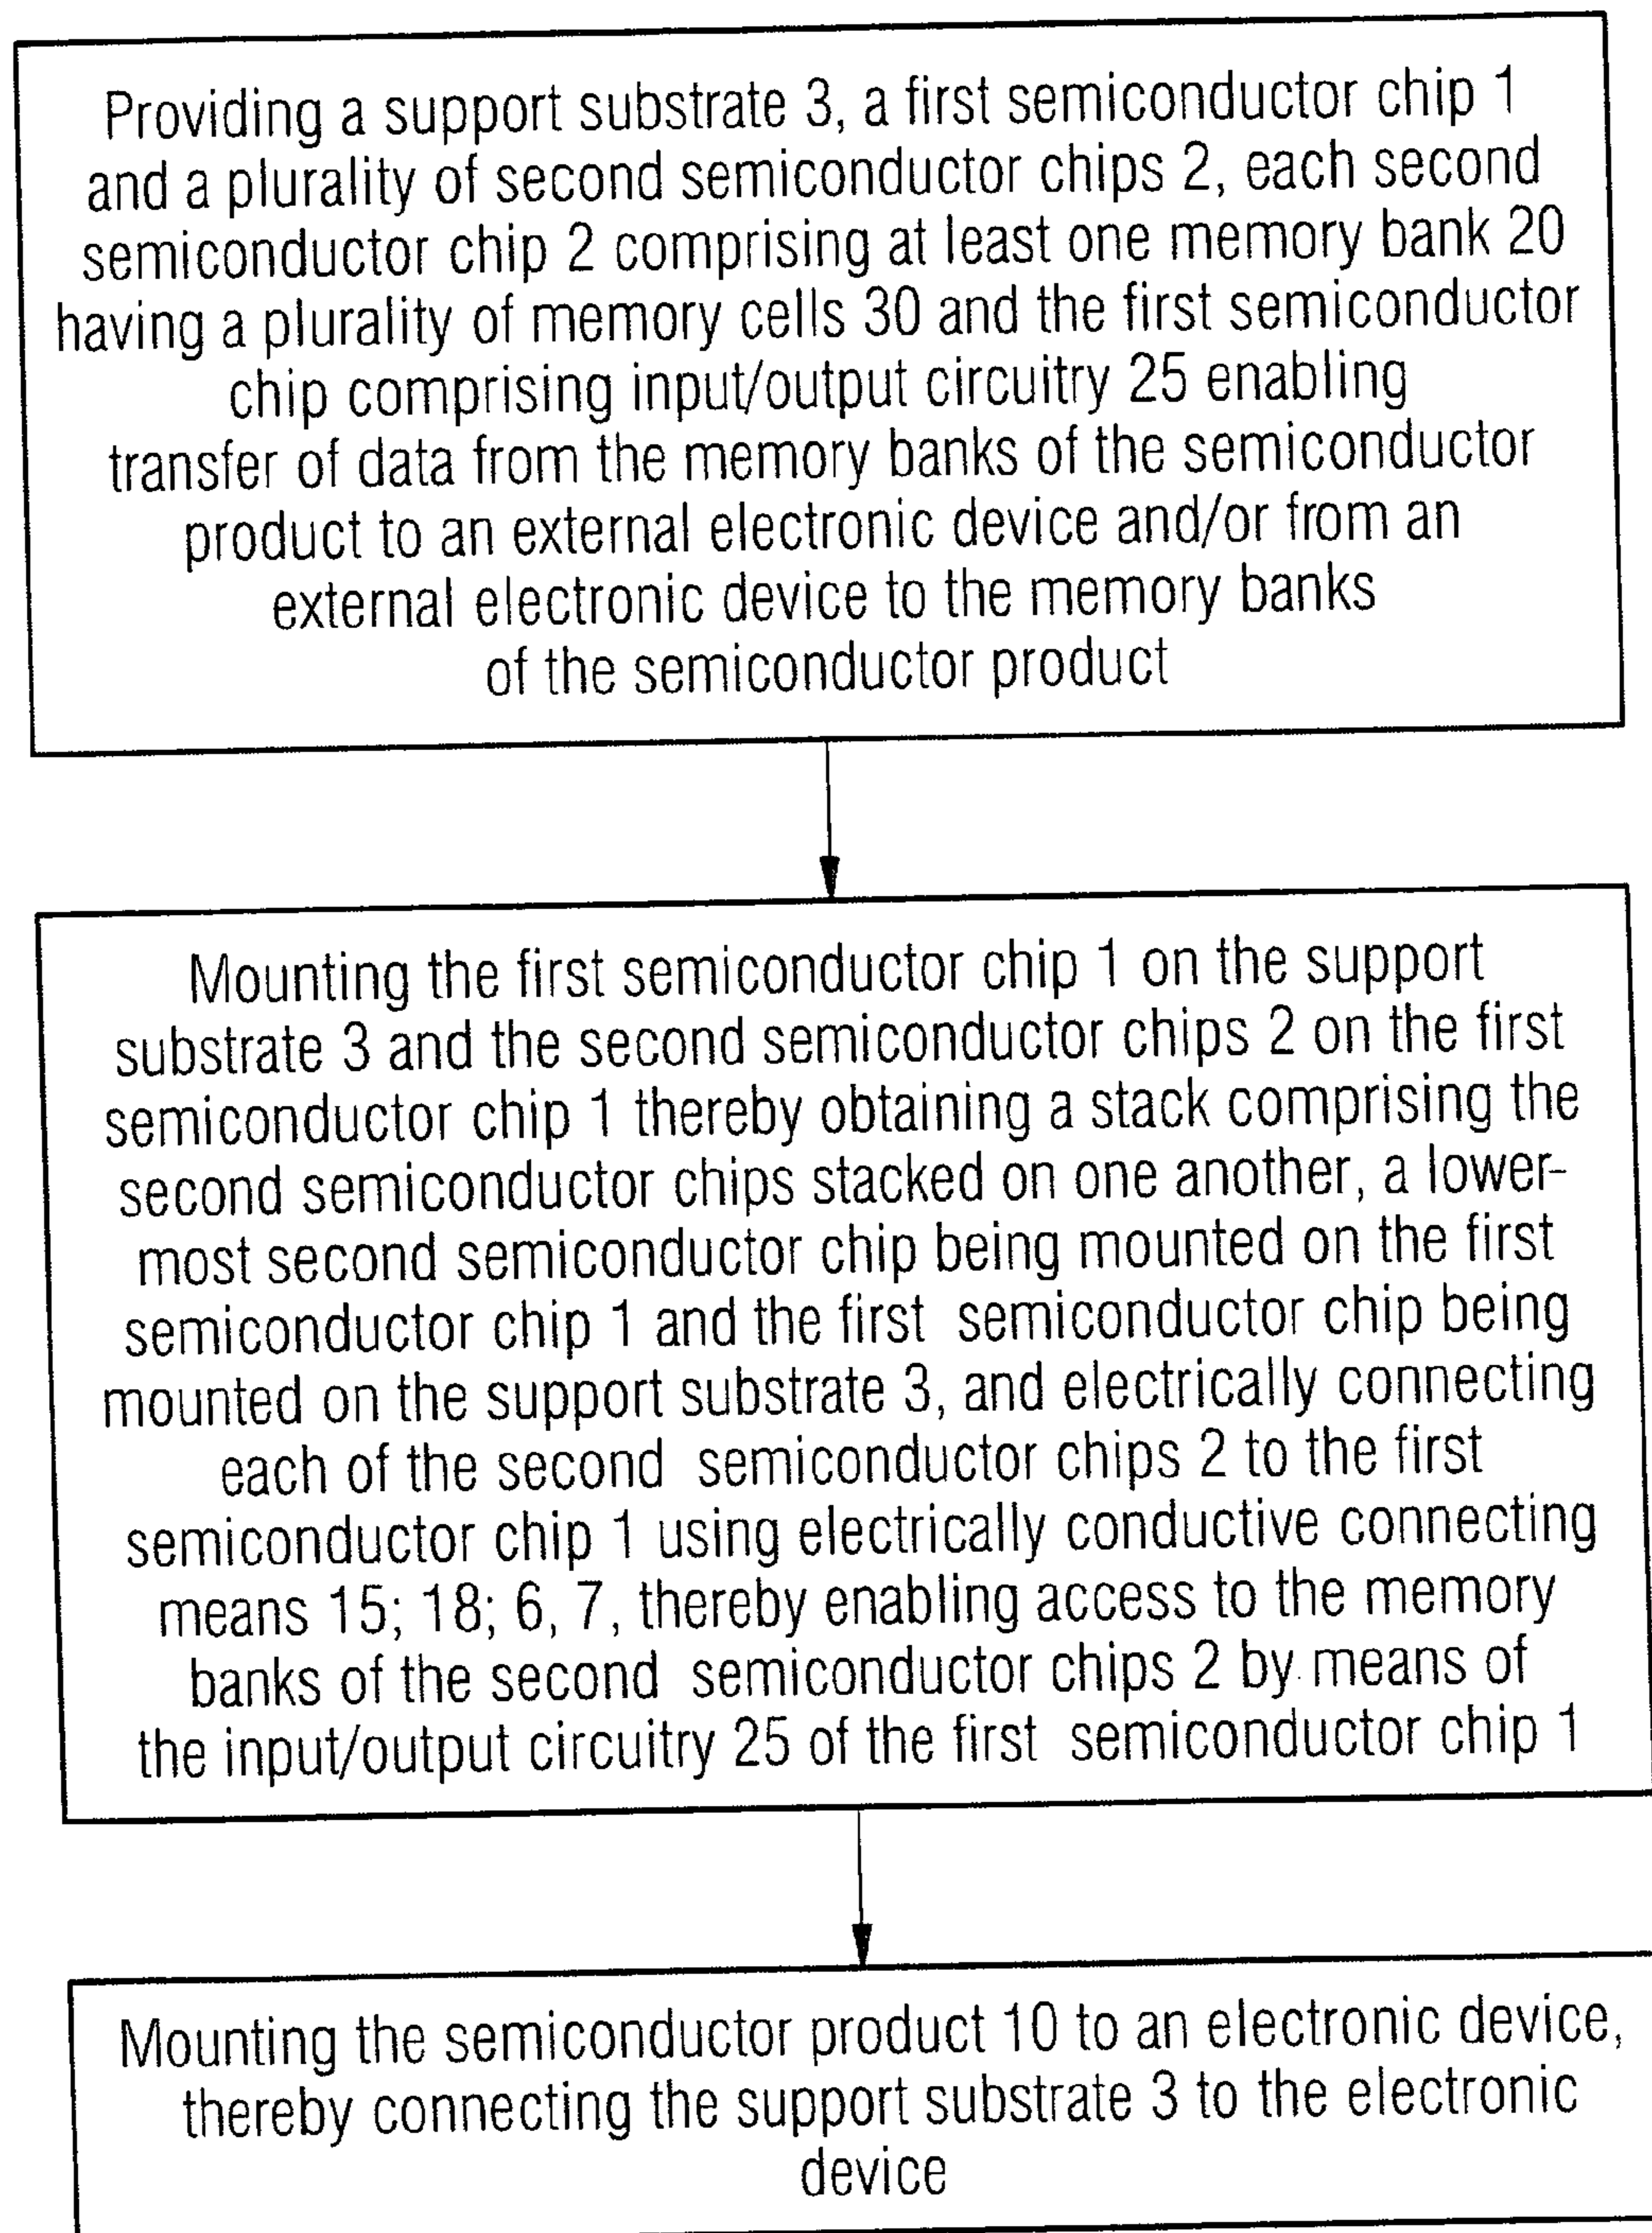 Providing a support substrate 3, a first semiconductor chip 1
and a plurality of second semiconductor chips 2, each second
semiconductor chip 2 comprising at least one memory bank 20
having a plurality of memory cells 30 and the first semiconductor
chip comprising input/output circuitry 25 enabling
transfer of data from the memory banks of the semiconductor
product to an external electronic device and/or from an
external electronic device to the memory banks
of the semiconductor product
Mounting the first semiconductor chip 1 on the support
substrate 3 and the second semiconductor chips 2 on the first
semiconductor chip 1 thereby obtaining a stack comprising the
second semiconductor chips stacked on one another, a lower-
most second semiconductor chip being mounted on the first
semiconductor chip 1 and the first semiconductor chip being
mounted on the support substrate 3, and electrically connecting
each of the second semiconductor chips 2 to the first
semiconductor chip 1 using electrically conductive connecting
means 15; 18; 6, 7, thereby enabling access to the memory
banks of the second semiconductor chips 2 by means of
the input/output circuitry 25 of the first semiconductor chip 1
Mounting the semiconductor product 10 to an electronic device,
thereby connecting the support substrate 3 to the electronic
device